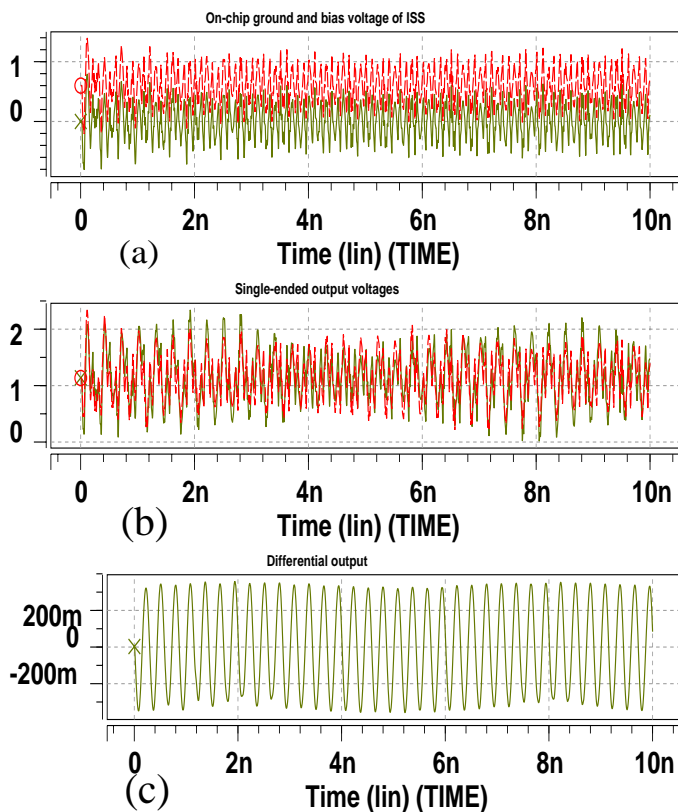 On-chip ground and bias voltage of ISS
1
0
0 2n 4n 6n 8n 10n
(a) Time (lin) (TIME)
Single-ended output voltages
2
1
0
0 2n 4n 6n 8n 10n
(b) Time (lin) (TIME)
Differential output
200m
0
-200m
0 2n 4n 6n 8n 10n
(c) Time (lin) (TIME)